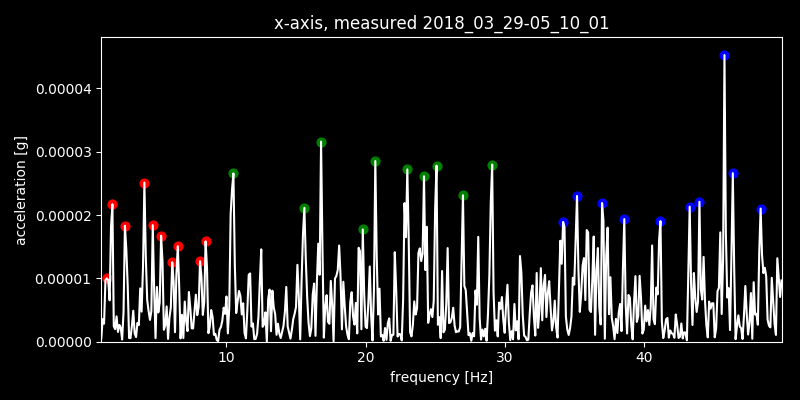 x-axis, measured 2018_03_29-05_10_01
0.00004
0.00003
0.00002
0.00001
0.00000
acceleration [g]
10 20 30 40
frequency [Hz]